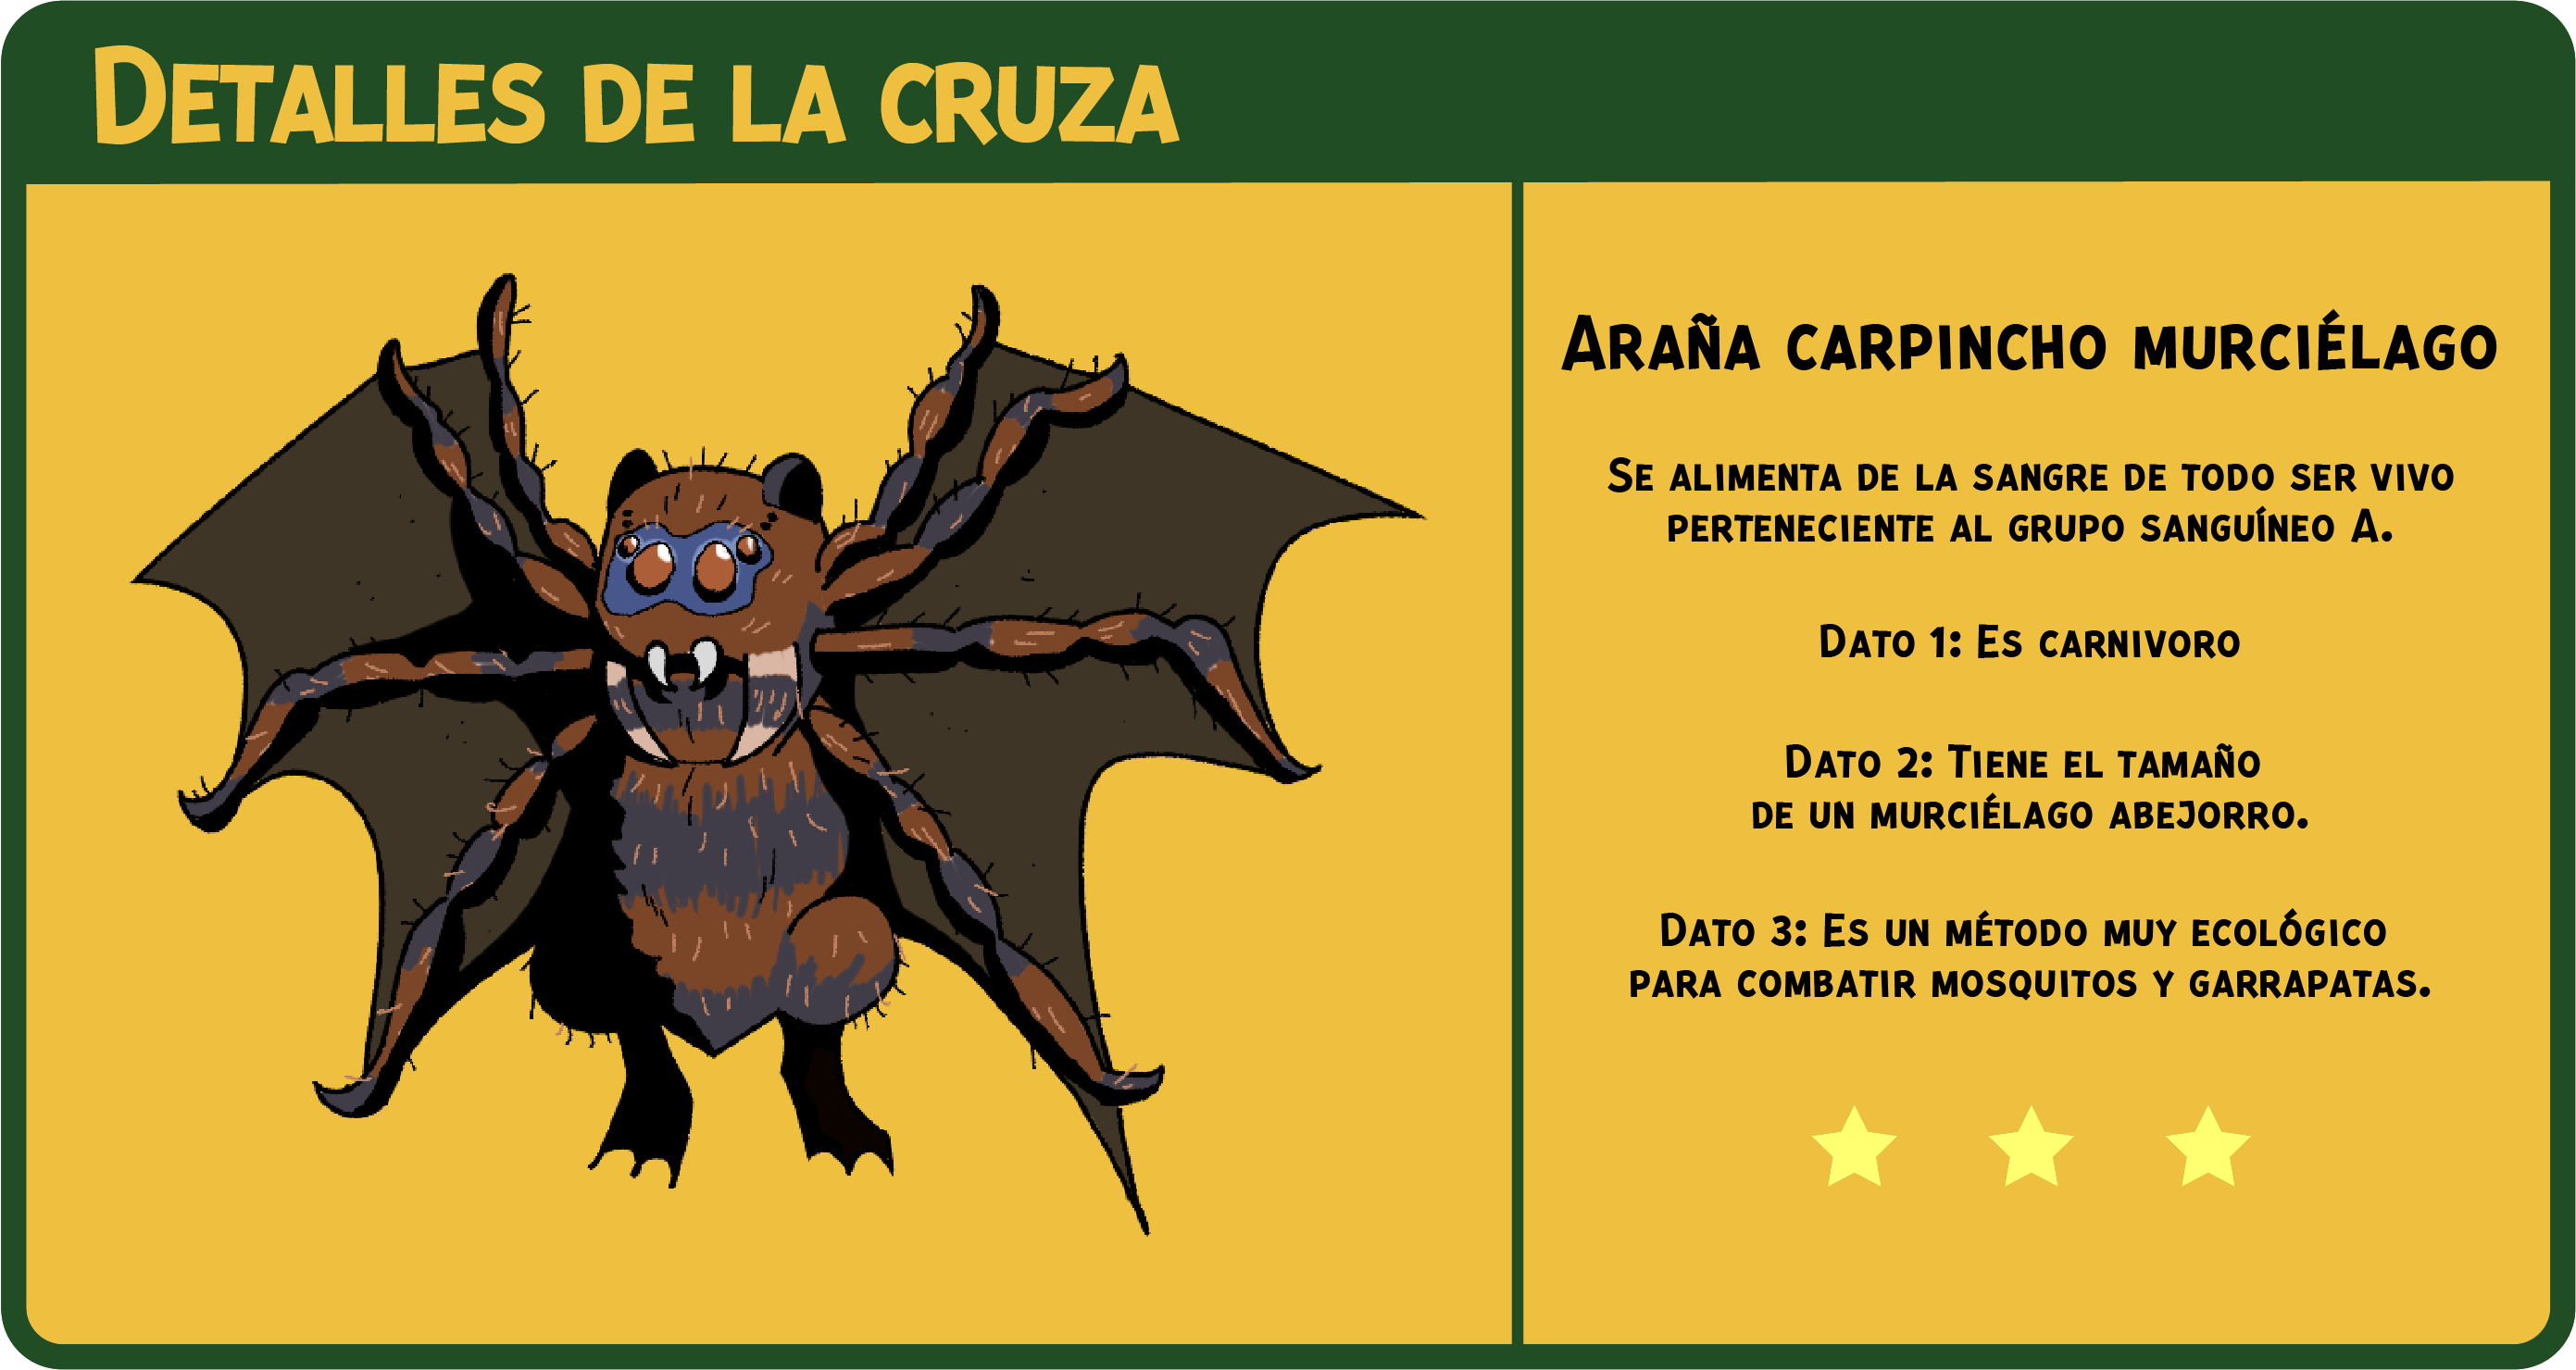 Detalles de la cruza
Araña carpincho murciélago
Se alimenta de la sangre de todo ser vivo
perteneciente al grupo sanguíneo A.
Dato 1: Es carnivoro
Dato 2: Tiene el tamaño
de un murciélago abejorro.
Dato 3: Es un método muy ecológico
para combatir mosquitos y garrapatas.